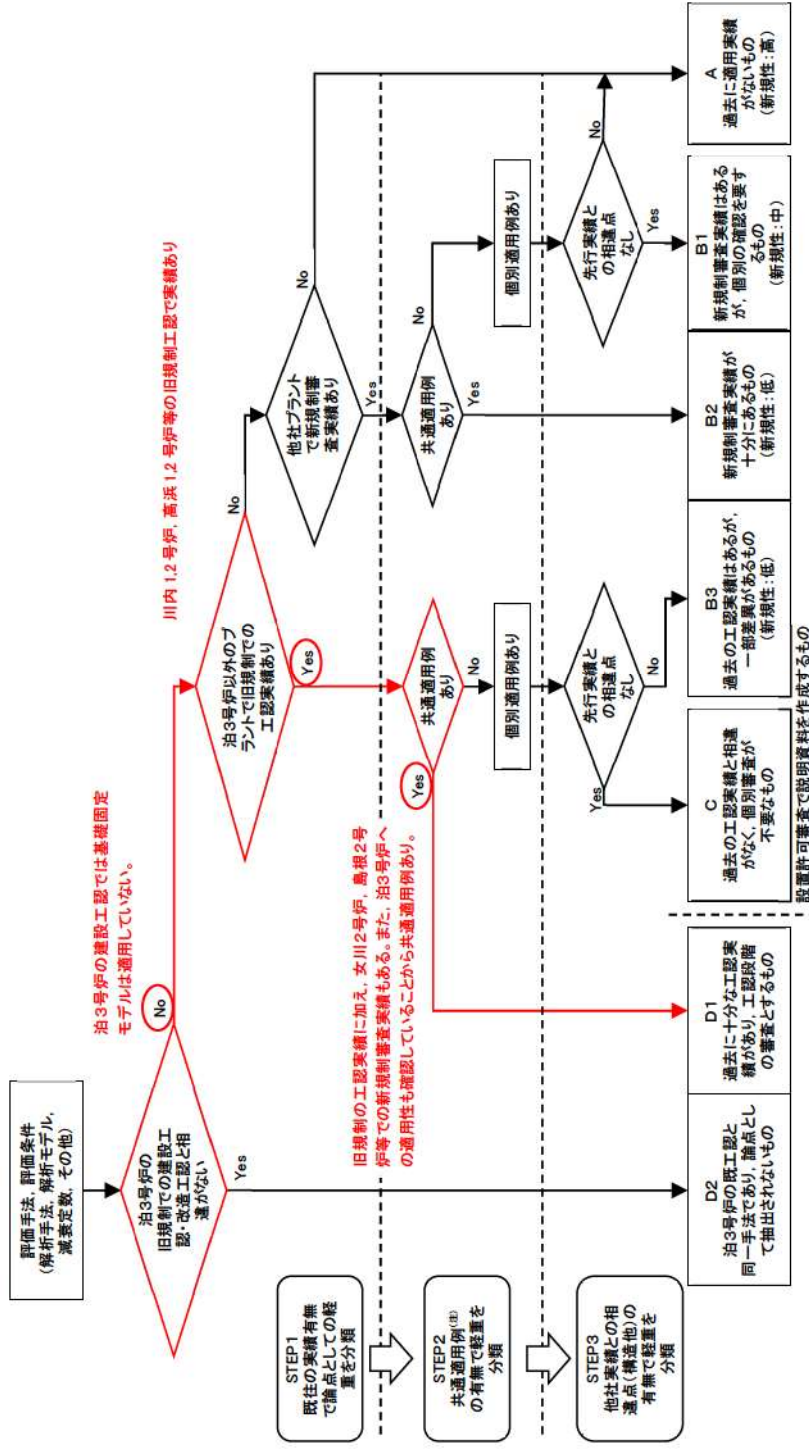 評価手法, 評価条件
(解析手法, 解析モデル,
減衰定数, その他)
泊3号炉の
旧規制での建設工
認・改造工認と相
違がない
No
Yes
泊3号炉の建設工認では基礎固定
モデルは適用していない。
泊3号炉以外のプ
ラントで旧規制での
工認実績あり
No
Yes
川内 1,2 号炉, 高浜 1,2 号炉等の旧規制工認で実績あり
他社プラント
で新規制審
査実績あり
No
Yes
STEP1
既往の実績有無
で論点としての軽
重を分類
STEP2
共通適用例(注)
の有無で軽重を
分類
STEP3
他社実績との相
違点(構造他)の
有無で軽重を
分類
旧規制の工認実績に加え, 女川2号炉, 島根2号
炉等での新規制審査実績もある。また, 泊3号炉へ
の適用性も確認していることから共通適用例あり。
共通適用例
あり
Yes
No
個別適用例あり
先行実績と
の相違点
なし
Yes
No
共通適用例
あり
No
Yes
個別適用例あり
先行実績と
の相違点
なし
No
Yes
D2
泊3号炉の既工認と
同一手法であり, 論点とし
て抽出されないもの
D1
過去に十分な工認実
績があり, 工認段階
の審査とするもの
C
過去の工認実績と相違
がなく, 個別審査が
不要なもの
B3
過去の工認実績はあるが,
一部差異があるもの
(新規性:低)
B2
新規制審査実績が
十分にあるもの
(新規性:低)
B1
新規制審査実績はある
が, 個別の確認を要す
るもの
(新規性:中)
A
過去に適用実績
がないもの
(新規性:高)
設置許可審査で説明資料を作成するもの